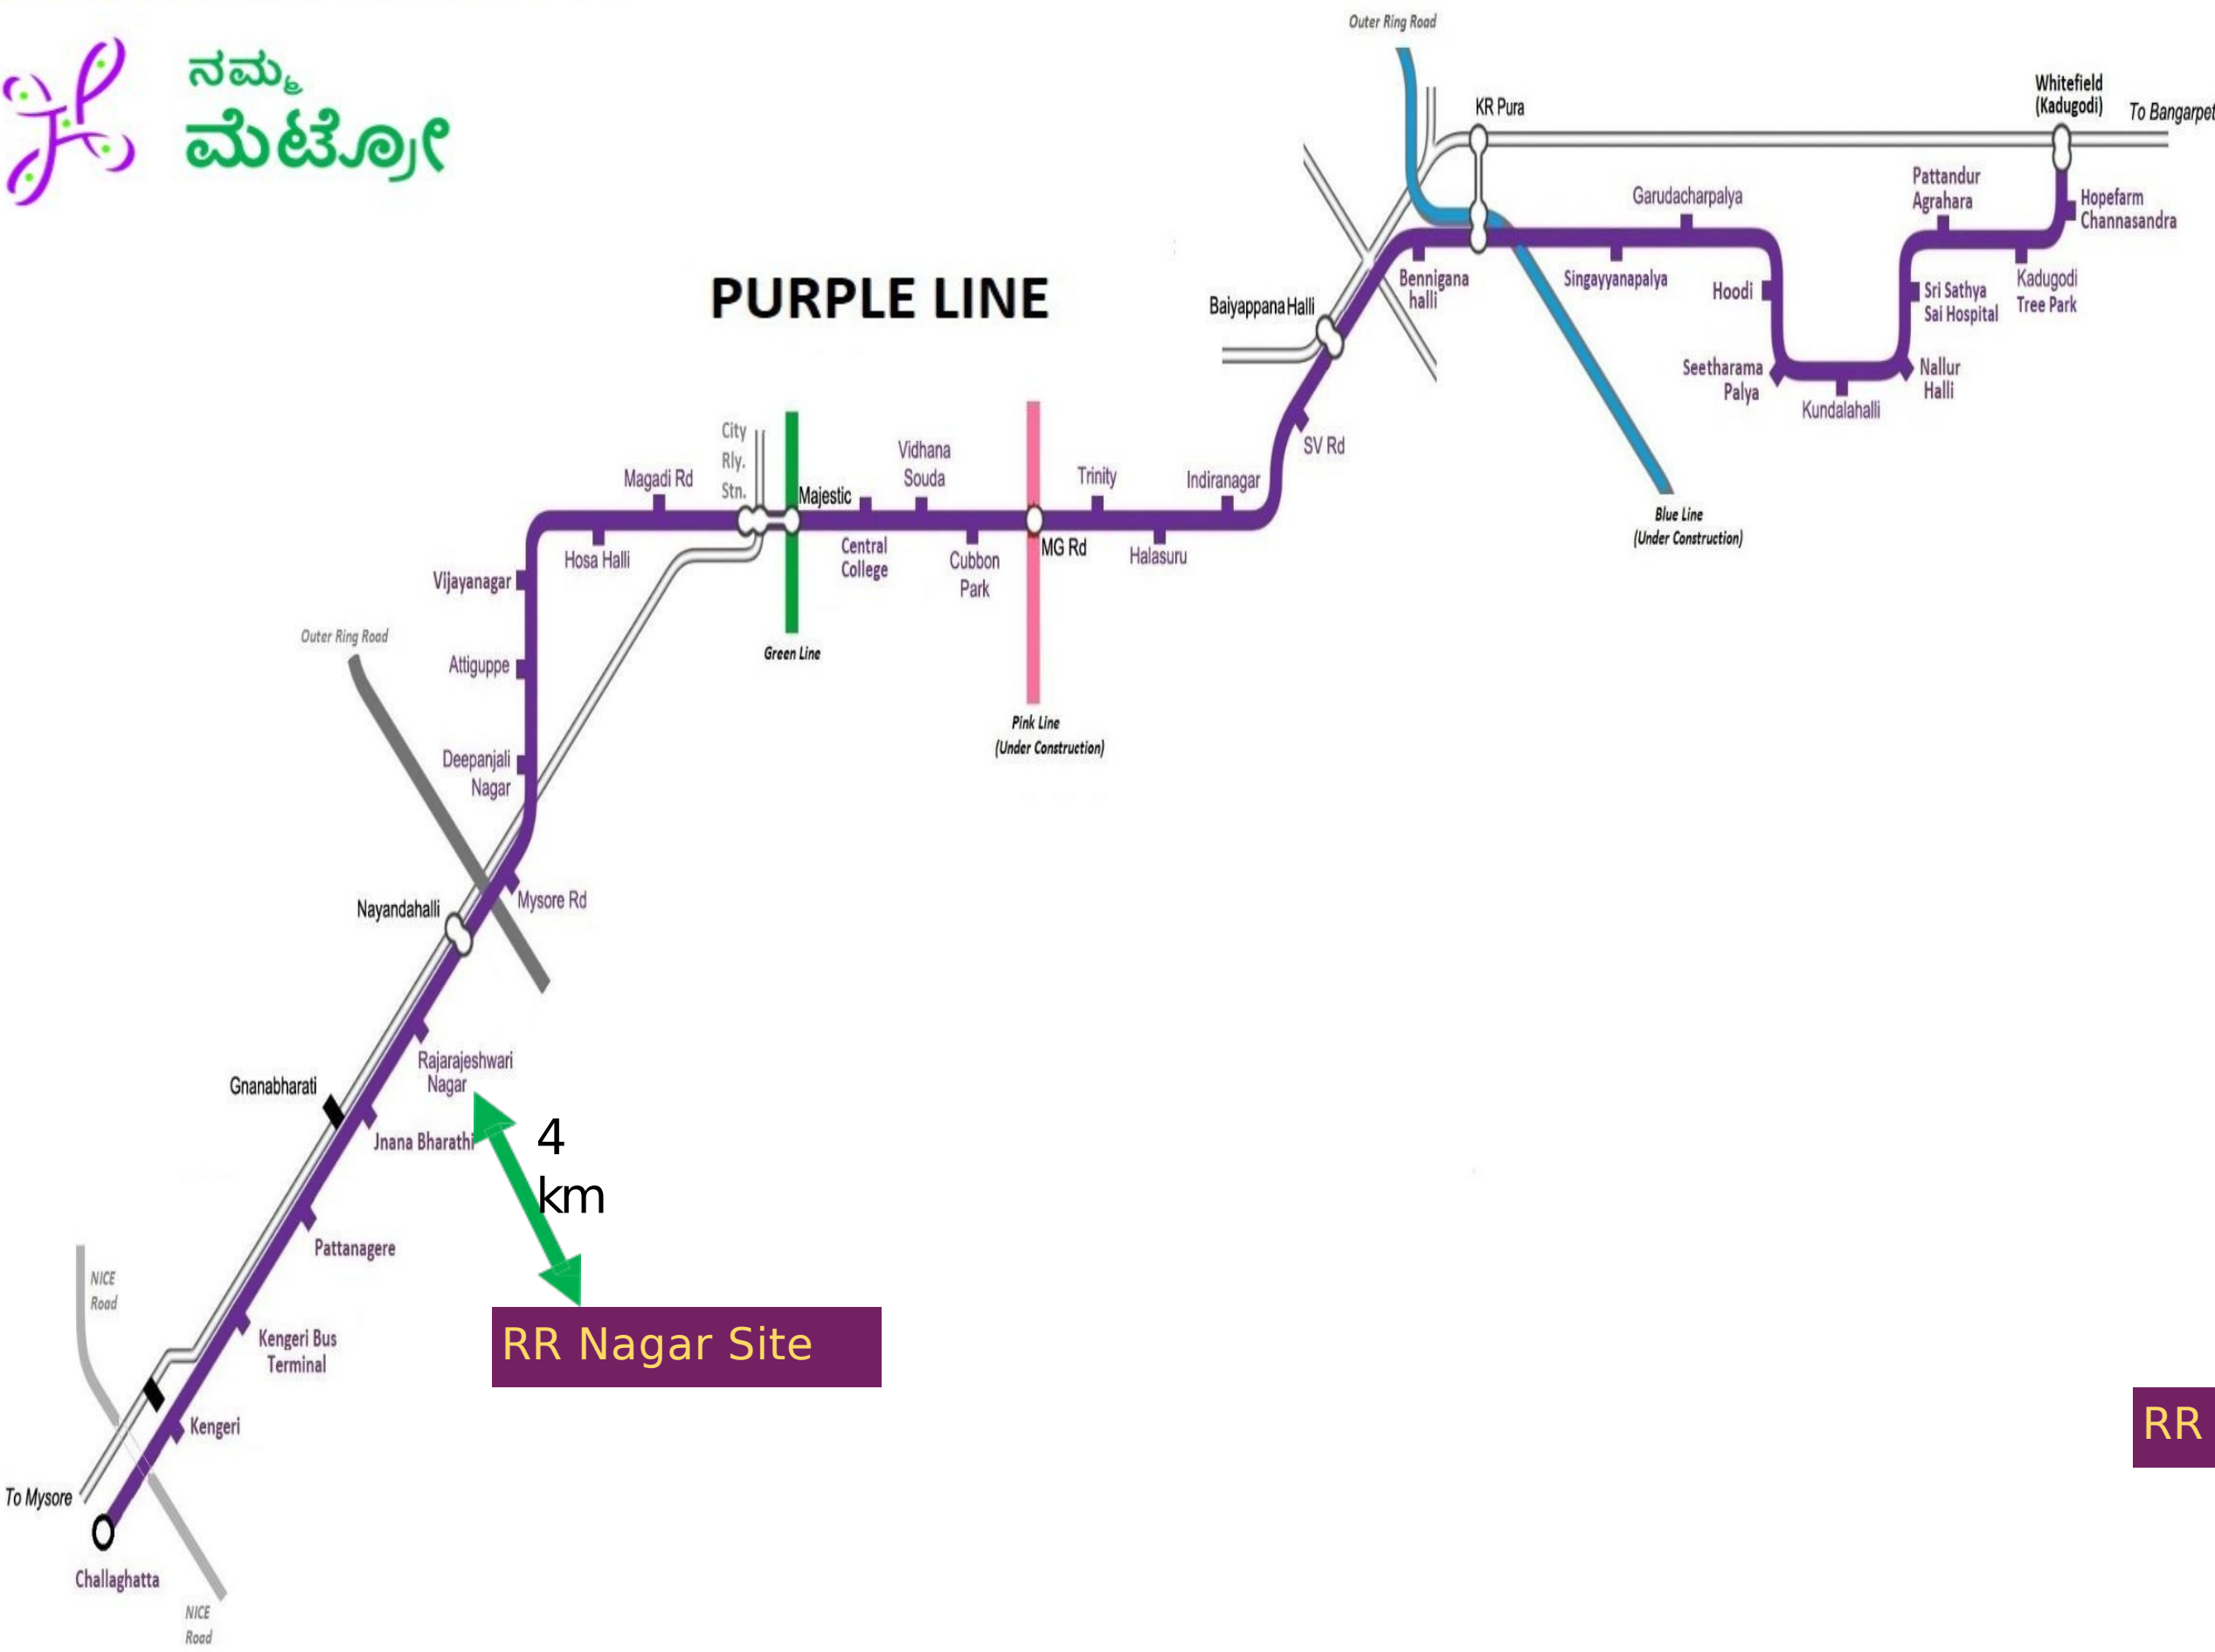 ನಮ್ಮ
ಮೆಟ್ರೋ
PURPLE LINE
Outer Ring Road
KR Pura
Whitefield
(Kadugodi)
To Bangarpet
Garudacharpalya
Pattandur
Agrahara
Hopefarm
Channasandra
Bennigana
halli
Singayyanapalya
Hoodi
Sri Sathya
Sai Hospital
Kadugodi
Tree Park
BaiyappanaHalli
Seetharama
Palya
Kundalahalli
Nallur
Halli
SV Rd
Blue Line
(Under Construction)
City
Rly.
Stn.
Magadi Rd
Majestic
Vidhana
Souda
Trinity
Indiranagar
Hosa Halli
Central
College
Cubbon
Park
MG Rd
Halasuru
Vijayanagar
Green Line
Outer Ring Road
Attiguppe
Pink Line
(Under Construction)
Deepanjali
Nagar
Nayandahalli
Mysore Rd
Rajarajeshwari
Nagar
Gnanabharati
Jnana Bharathi
4
km
Pattanagere
NICE
Road
Kengeri Bus
Terminal
RR Nagar Site
Kengeri
RR
To Mysore
Challaghatta
NICE
Road